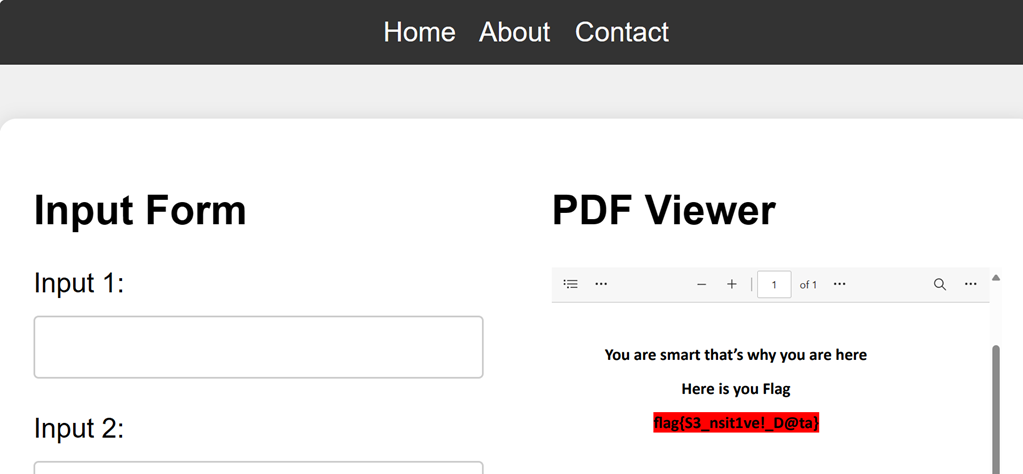 Home About Contact
Input Form
Input 1:
Input 2:
PDF Viewer
1 of 1
You are smart that’s why you are here
Here is you Flag
flag{S3_nsit1ve!_D@ta}